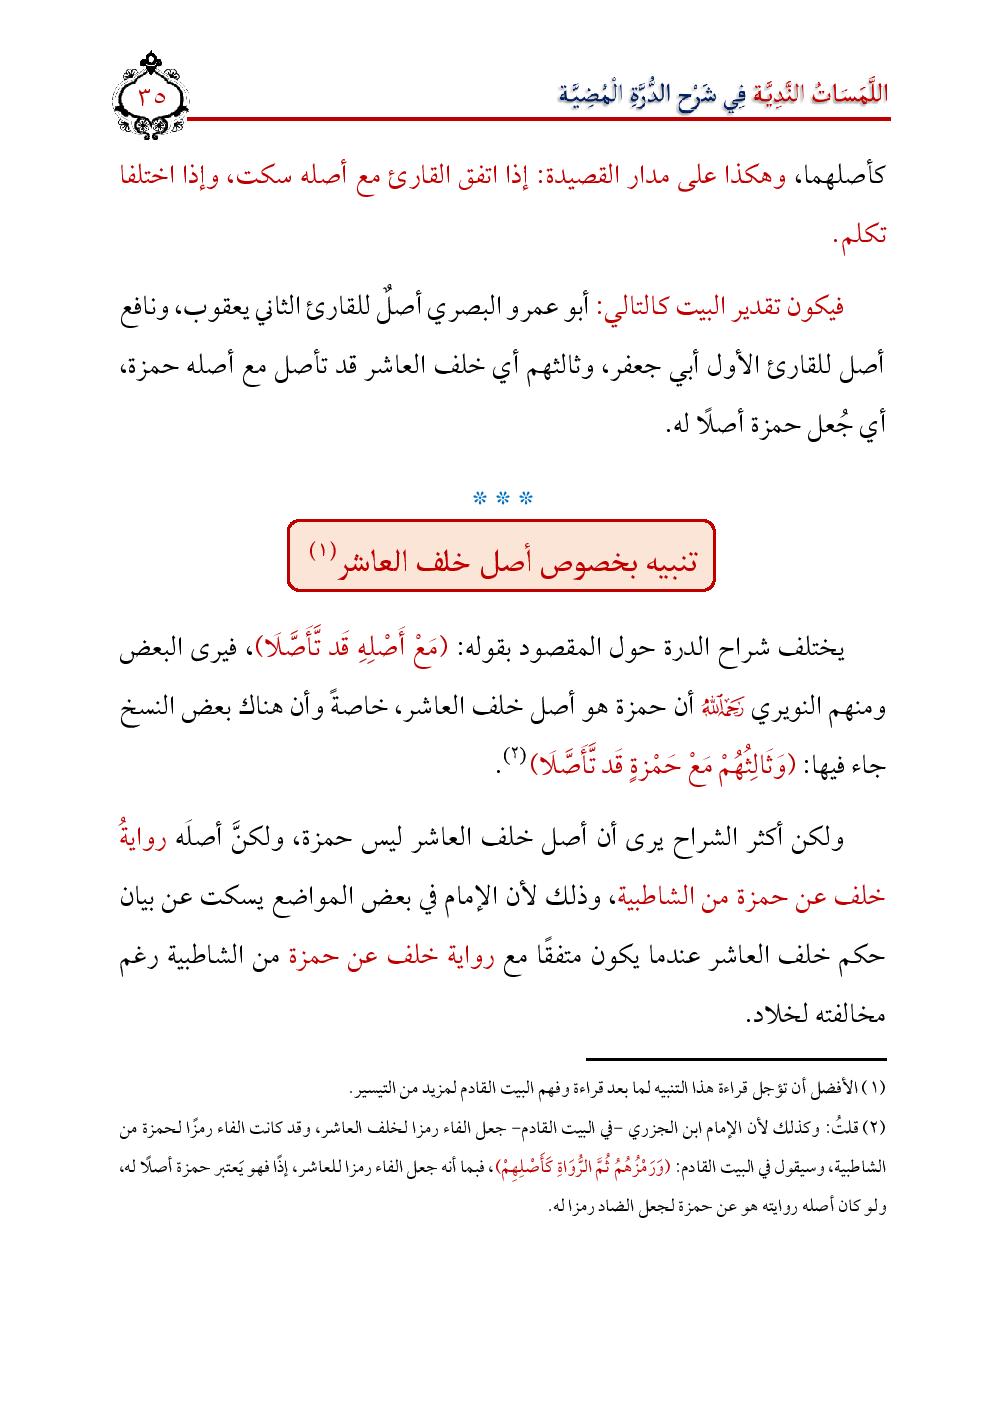 اللَّمَسَاتُ النَّدِيَّة فِي شَرْح الدُّرَّةِ الْمُضِيَّة
٣٥
كأصلهما، وهكذا على مدار القصيدة: إذا اتفق القارئ مع أصله سكت، وإذا اختلفا
تكلم.
فيكون تقدير البيت كالتالي: أبو عمرو البصري أصلٌ للقارئ الثاني يعقوب، ونافع
أصل للقارئ الأول أبي جعفر، وثالثهم أي خلف العاشر قد تأصل مع أصله حمزة،
أي جُعل حمزة أصلًا له.
* * *
تنبيه بخصوص أصل خلف العاشر(١)
يختلف شراح الدرة حول المقصود بقوله: (مَعْ أَصْلِهِ قَد تَّأَصَّلَا)، فيرى البعض
ومنهم النويري رَحِمَهُ ٱللَّهُ أن حمزة هو أصل خلف العاشر، خاصةً وأن هناك بعض النسخ
جاء فيها: (وَثَالِثُهُمْ مَعْ حَمْزةٍ قَد تَّأَصَّلَا)(٢).
ولكن أكثر الشراح يرى أن أصل خلف العاشر ليس حمزة، ولكنَّ أصلَه روايةُ
خلف عن حمزة من الشاطبية، وذلك لأن الإمام في بعض المواضع يسكت عن بيان
حكم خلف العاشر عندما يكون متفقًا مع رواية خلف عن حمزة من الشاطبية رغم
مخالفته لخلاد.
(١) الأفضل أن تؤجل قراءة هذا التنبيه لما بعد قراءة وفهم البيت القادم لمزيد من التيسير.
(٢) قلتُ: وكذلك لأن الإمام ابن الجزري -في البيت القادم- جعل الفاء رمزا لخلف العاشر، وقد كانت الفاء رمزًا لحمزة من
الشاطبية، وسيقول في البيت القادم: (وَرَمْزُهُمُ ثُمَّ الرُّوَاةِ كَأَصْلِهِمْ)، فبما أنه جعل الفاء رمزا للعاشر، إذًا فهو يَعتبر حمزة أصلًا له،
ولو كان أصله روايته هو عن حمزة لجعل الضاد رمزا له.